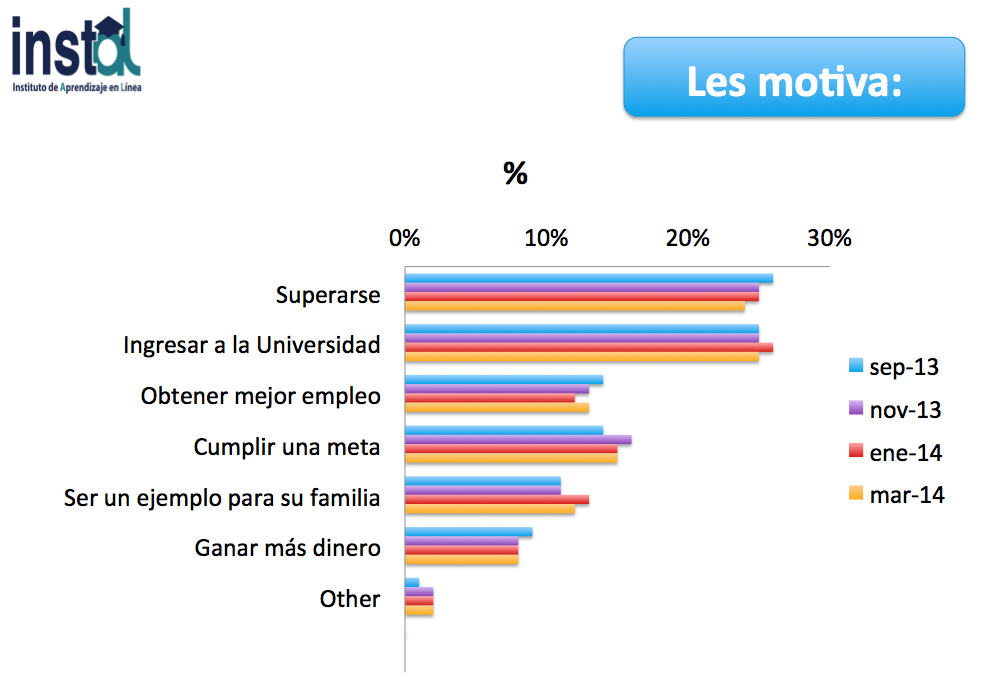 instal
Instituto de Aprendizaje en Línea
Les motiva:
%
0% 10% 20% 30%
Superarse
Ingresar a la Universidad
Obtener mejor empleo
Cumplir una meta
Ser un ejemplo para su familia
Ganar más dinero
Other
sep-13
nov-13
ene-14
mar-14